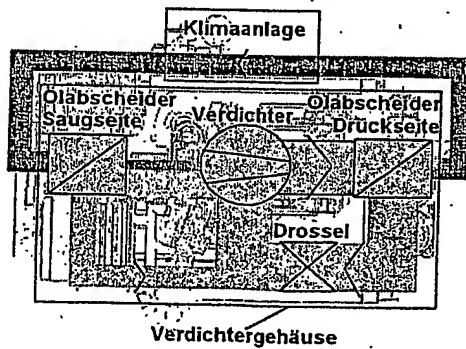 Klimaanlage
Ölabscheider
Saugseite
Verdichter
Ölabscheider
Druckseite
Drossel
Verdichtergehäuse